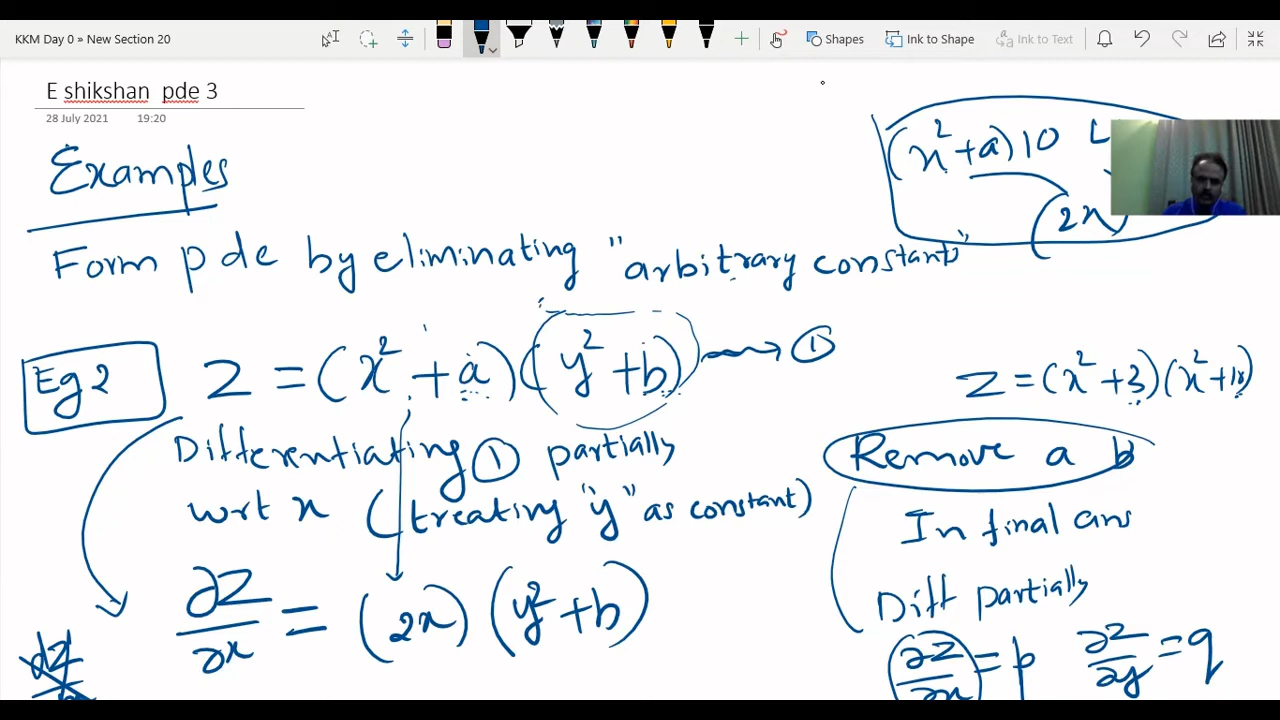 KKM Day 0 » New Section 20
Shapes
Ink to Shape
Ink to Text
E shikshan pde 3
28 July 2021 19:20
Examples
(x² + a) 10
(2x)
Form pde by eliminating "arbitrary constants"
Eg 2 Z = (x² + a)(y² + b) → ①
Z = (x² + 3)(x² + 10)
Differentiating ① partially
wrt x (treating "y" as constant)
∂Z/∂x = (2x)(y² + b)
Remove a b
In final ans
Diff partially
∂Z/∂x = p ∂Z/∂y = q